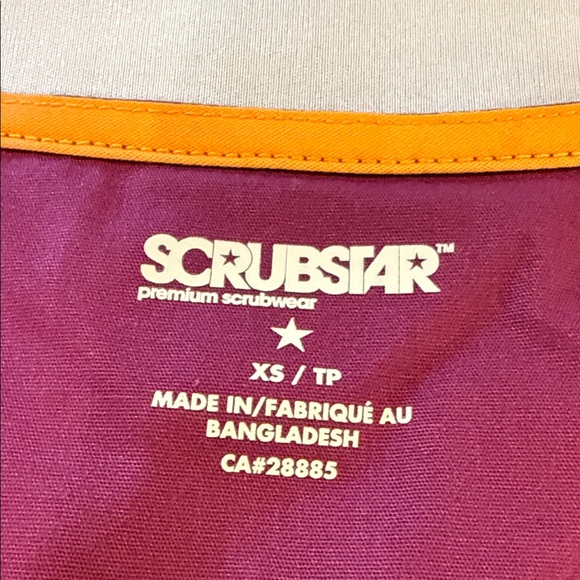 SCRUBSTAR™
premium scrubwear
XS / TP
MADE IN/FABRIQUÉ AU
BANGLADESH
CA#28885